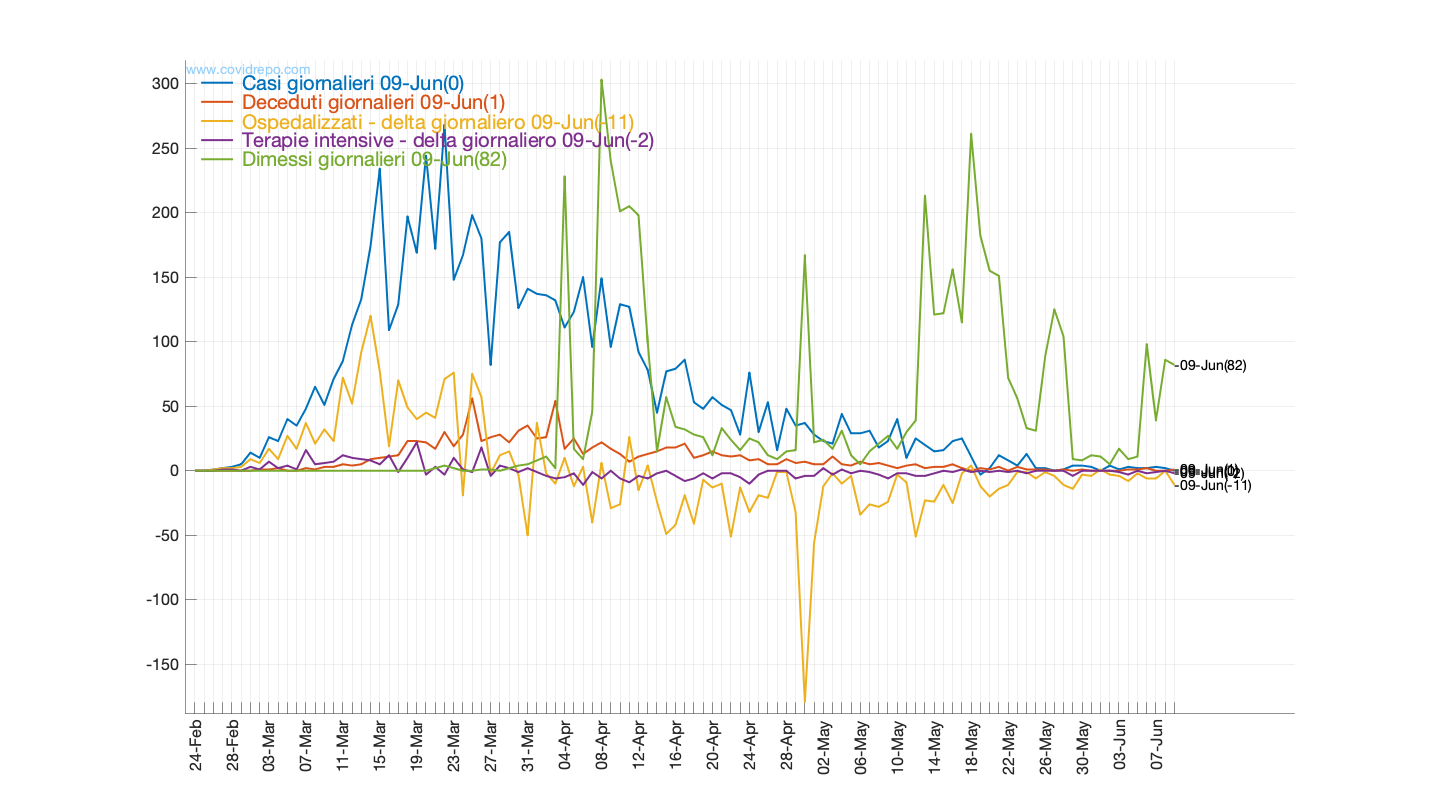 www.covidrepo.com
Casi giornalieri 09-Jun(0)
Deceduti giornalieri 09-Jun(1)
Ospedalizzati - delta giornaliero 09-Jun(-11)
Terapie intensive - delta giornaliero 09-Jun(-2)
Dimessi giornalieri 09-Jun(82)
300
250
200
150
100
50
0
-50
-100
-150
-09-Jun(82)
-09-Jun(-11)
24-Feb
28-Feb
03-Mar
07-Mar
11-Mar
15-Mar
19-Mar
23-Mar
27-Mar
31-Mar
04-Apr
08-Apr
12-Apr
16-Apr
20-Apr
24-Apr
28-Apr
02-May
06-May
10-May
14-May
18-May
22-May
26-May
30-May
03-Jun
07-Jun